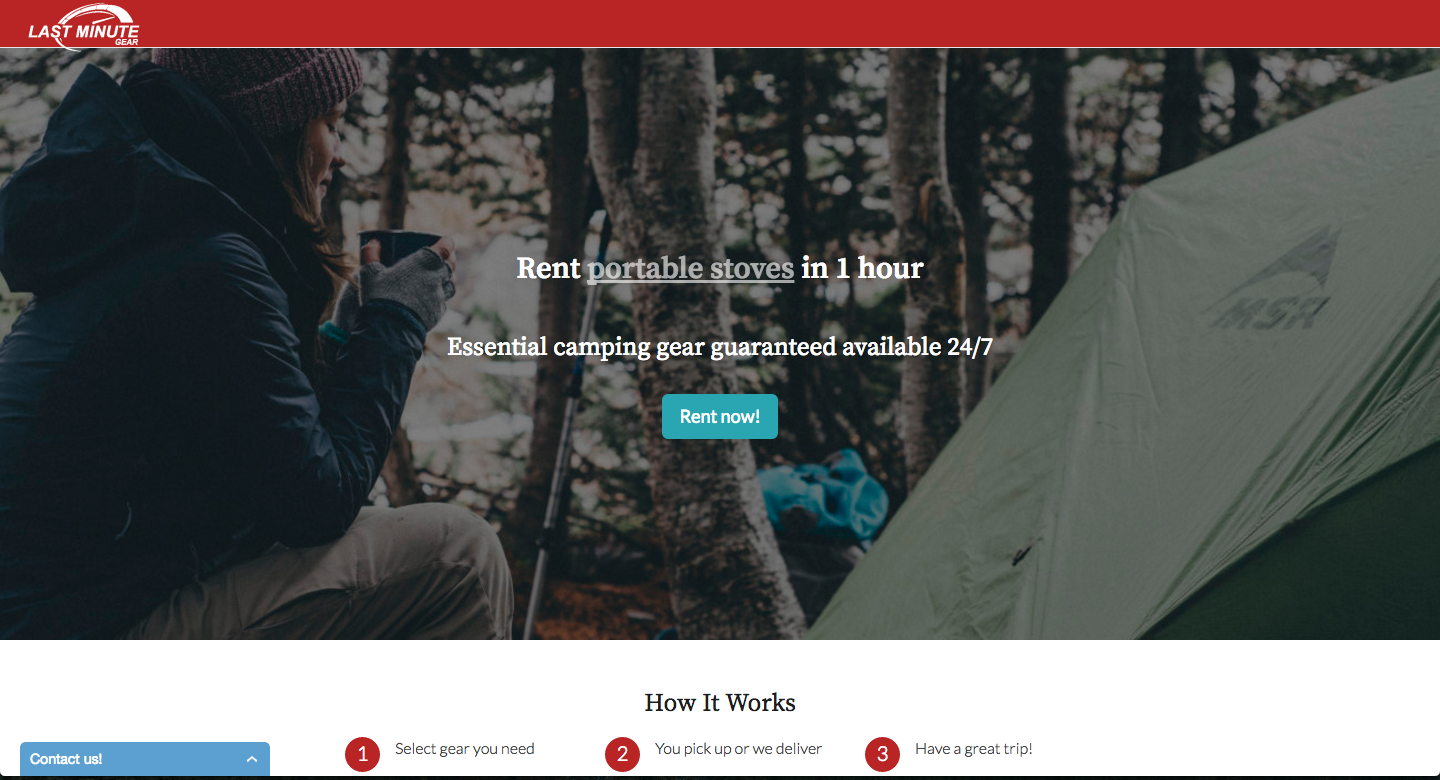 LAST MINUTE
GEAR
Rent portable stoves in 1 hour
Essential camping gear guaranteed available 24/7
Rent now!
MSR
How It Works
1 Select gear you need
2 You pick up or we deliver
3 Have a great trip!
Contact us!